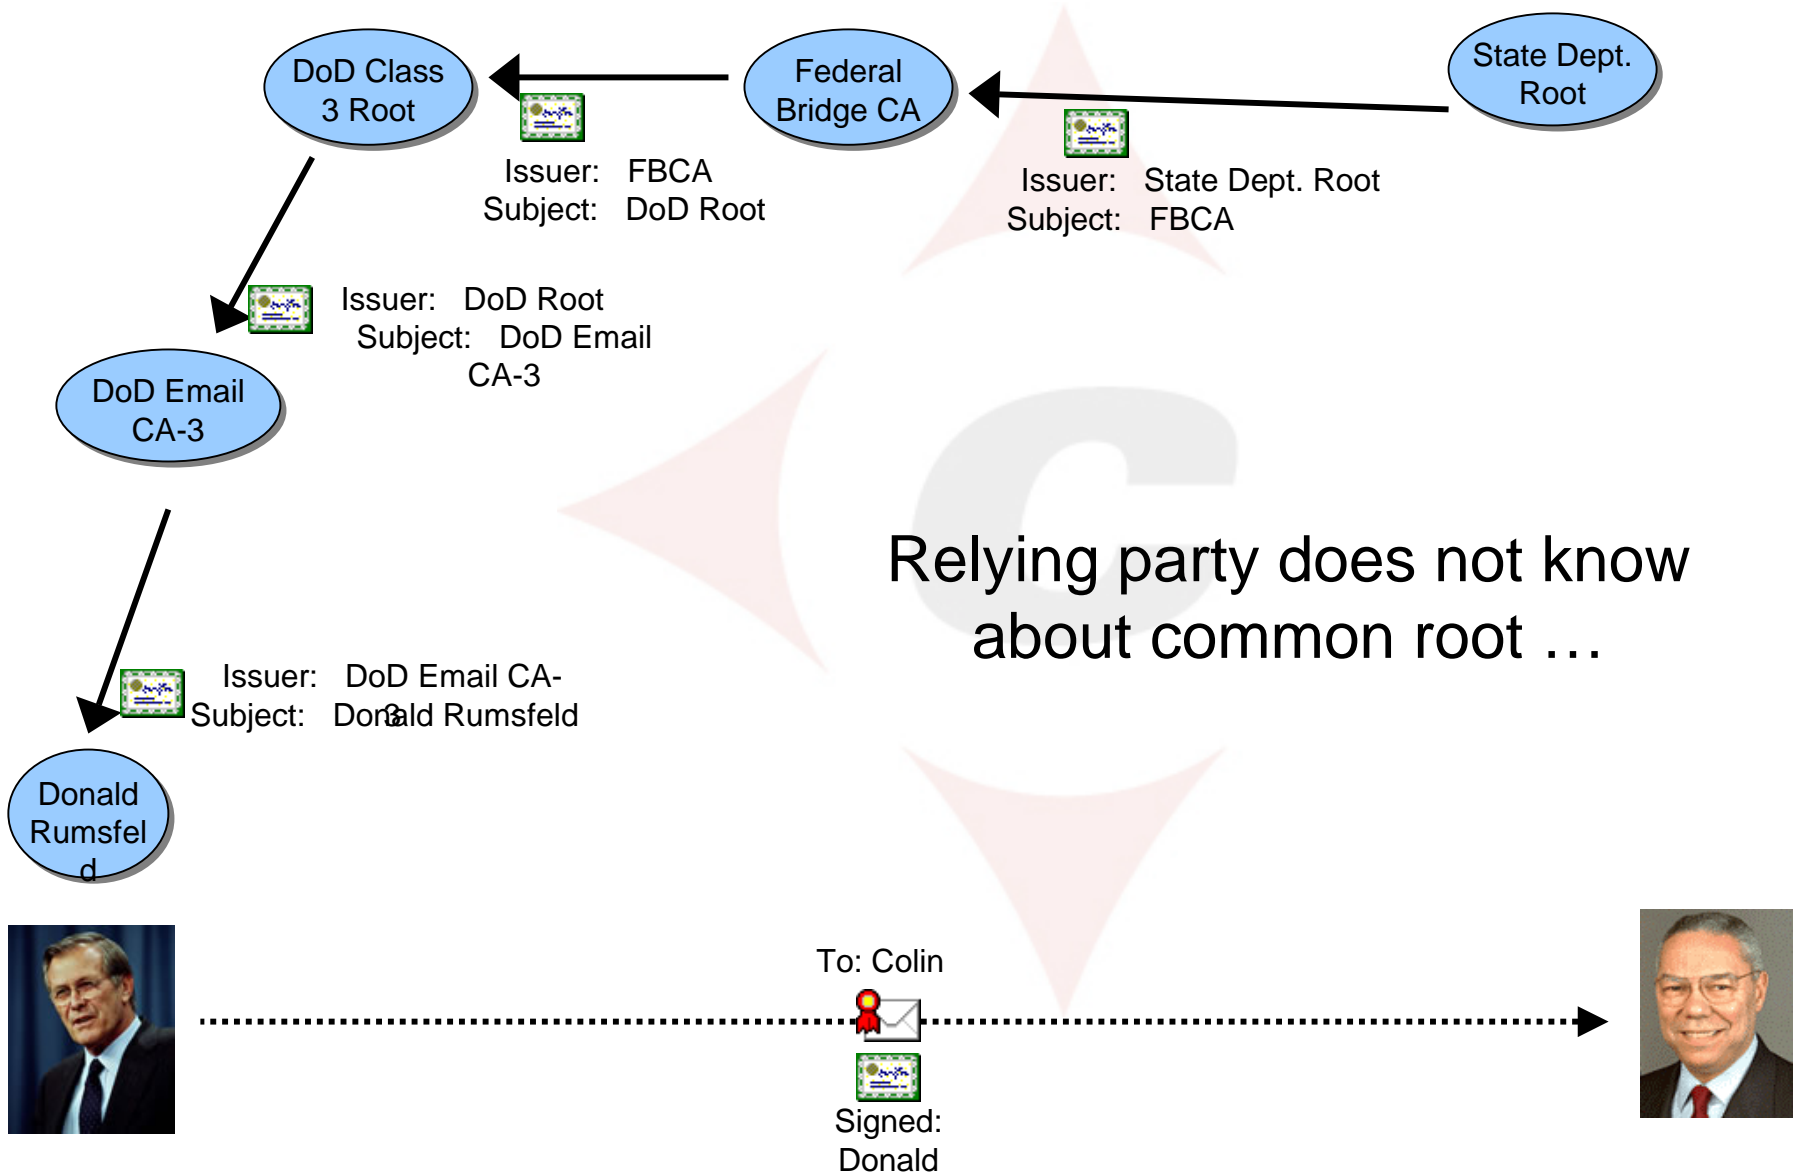 DoD Class
3 Root
Federal
Bridge CA
State Dept.
Root
Issuer: FBCA
Subject: DoD Root
Issuer: State Dept. Root
Subject: FBCA
Issuer: DoD Root
Subject: DoD Email
CA-3
DoD Email
CA-3
Relying party does not know
about common root …
Issuer: DoD Email CA-
3
Subject: Donald Rumsfeld
Donald
Rumsfel
d
To: Colin
Signed:
Donald
C